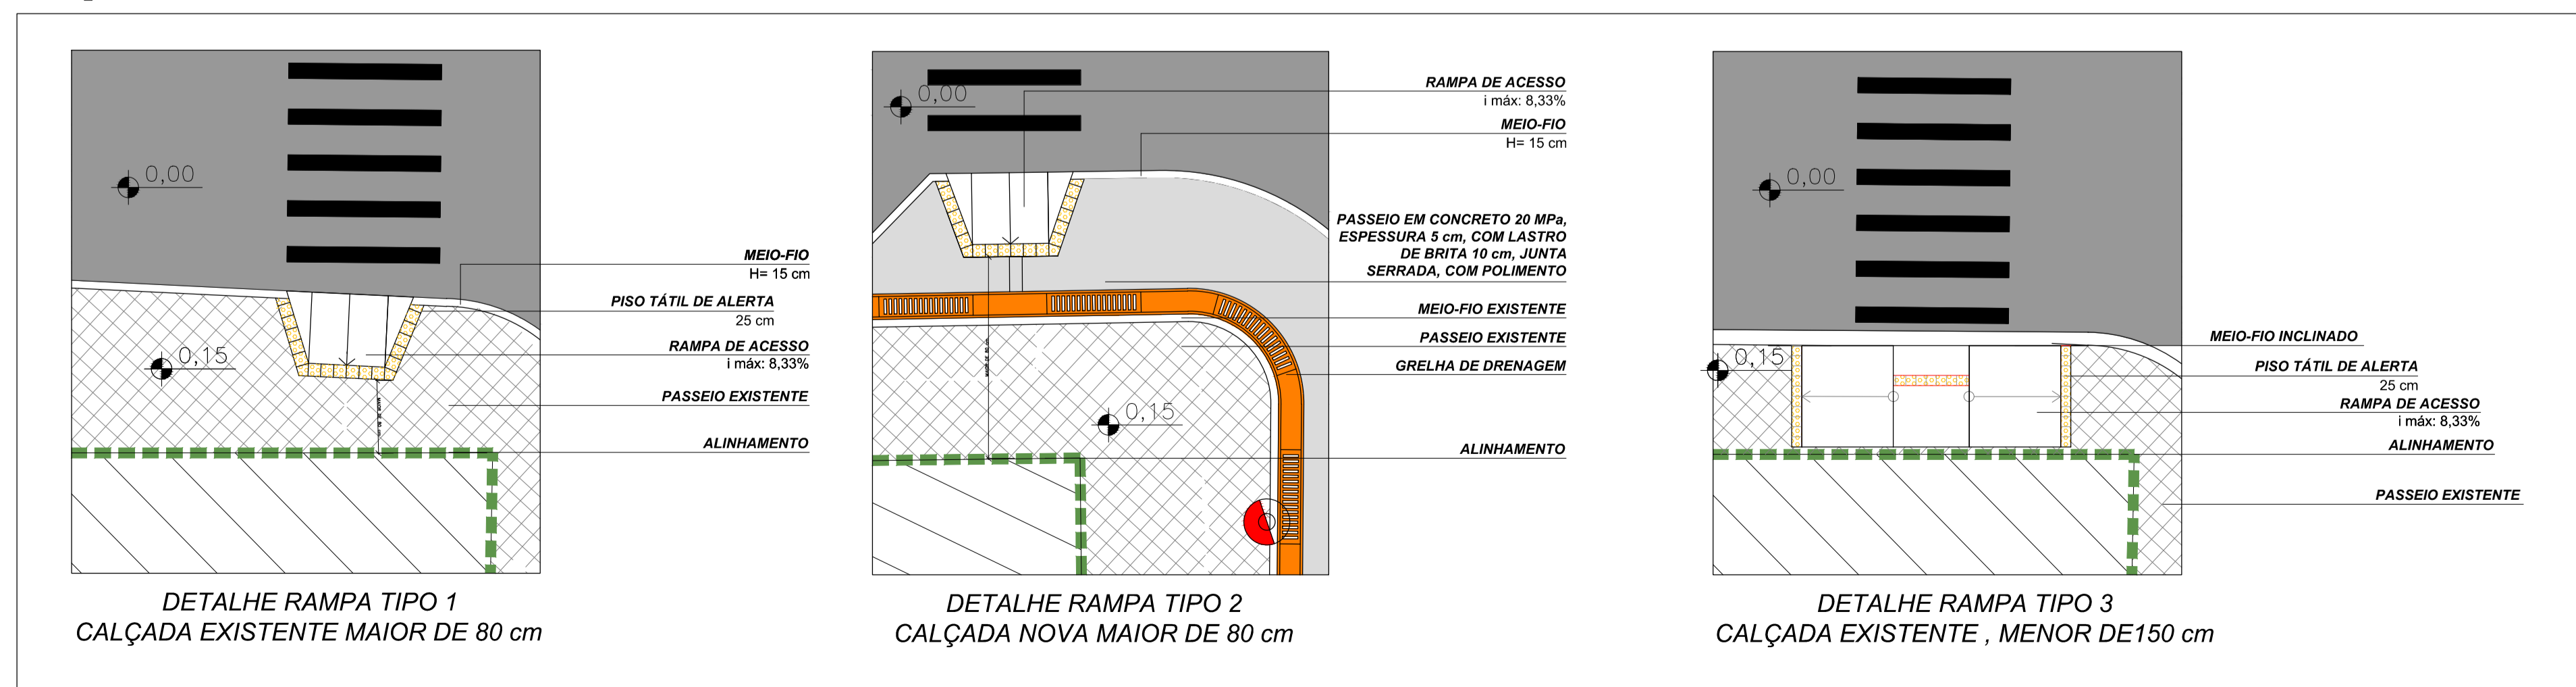 0,00
0,15
MEIO-FIO
H= 15 cm
PISO TÁTIL DE ALERTA
25 cm
RAMPA DE ACESSO
i máx: 8,33%
PASSEIO EXISTENTE
ALINHAMENTO
DETALHE RAMPA TIPO 1
CALÇADA EXISTENTE MAIOR DE 80 cm
0,00
RAMPA DE ACESSO
i máx: 8,33%
MEIO-FIO
H= 15 cm
PASSEIO EM CONCRETO 20 MPa,
ESPESSURA 5 cm, COM LASTRO
DE BRITA 10 cm, JUNTA
SERRADA, COM POLIMENTO
MEIO-FIO EXISTENTE
PASSEIO EXISTENTE
GRELHA DE DRENAGEM
0,15
ALINHAMENTO
DETALHE RAMPA TIPO 2
CALÇADA NOVA MAIOR DE 80 cm
0,00
0,15
MEIO-FIO INCLINADO
PISO TÁTIL DE ALERTA
25 cm
RAMPA DE ACESSO
i máx: 8,33%
ALINHAMENTO
PASSEIO EXISTENTE
DETALHE RAMPA TIPO 3
CALÇADA EXISTENTE , MENOR DE150 cm